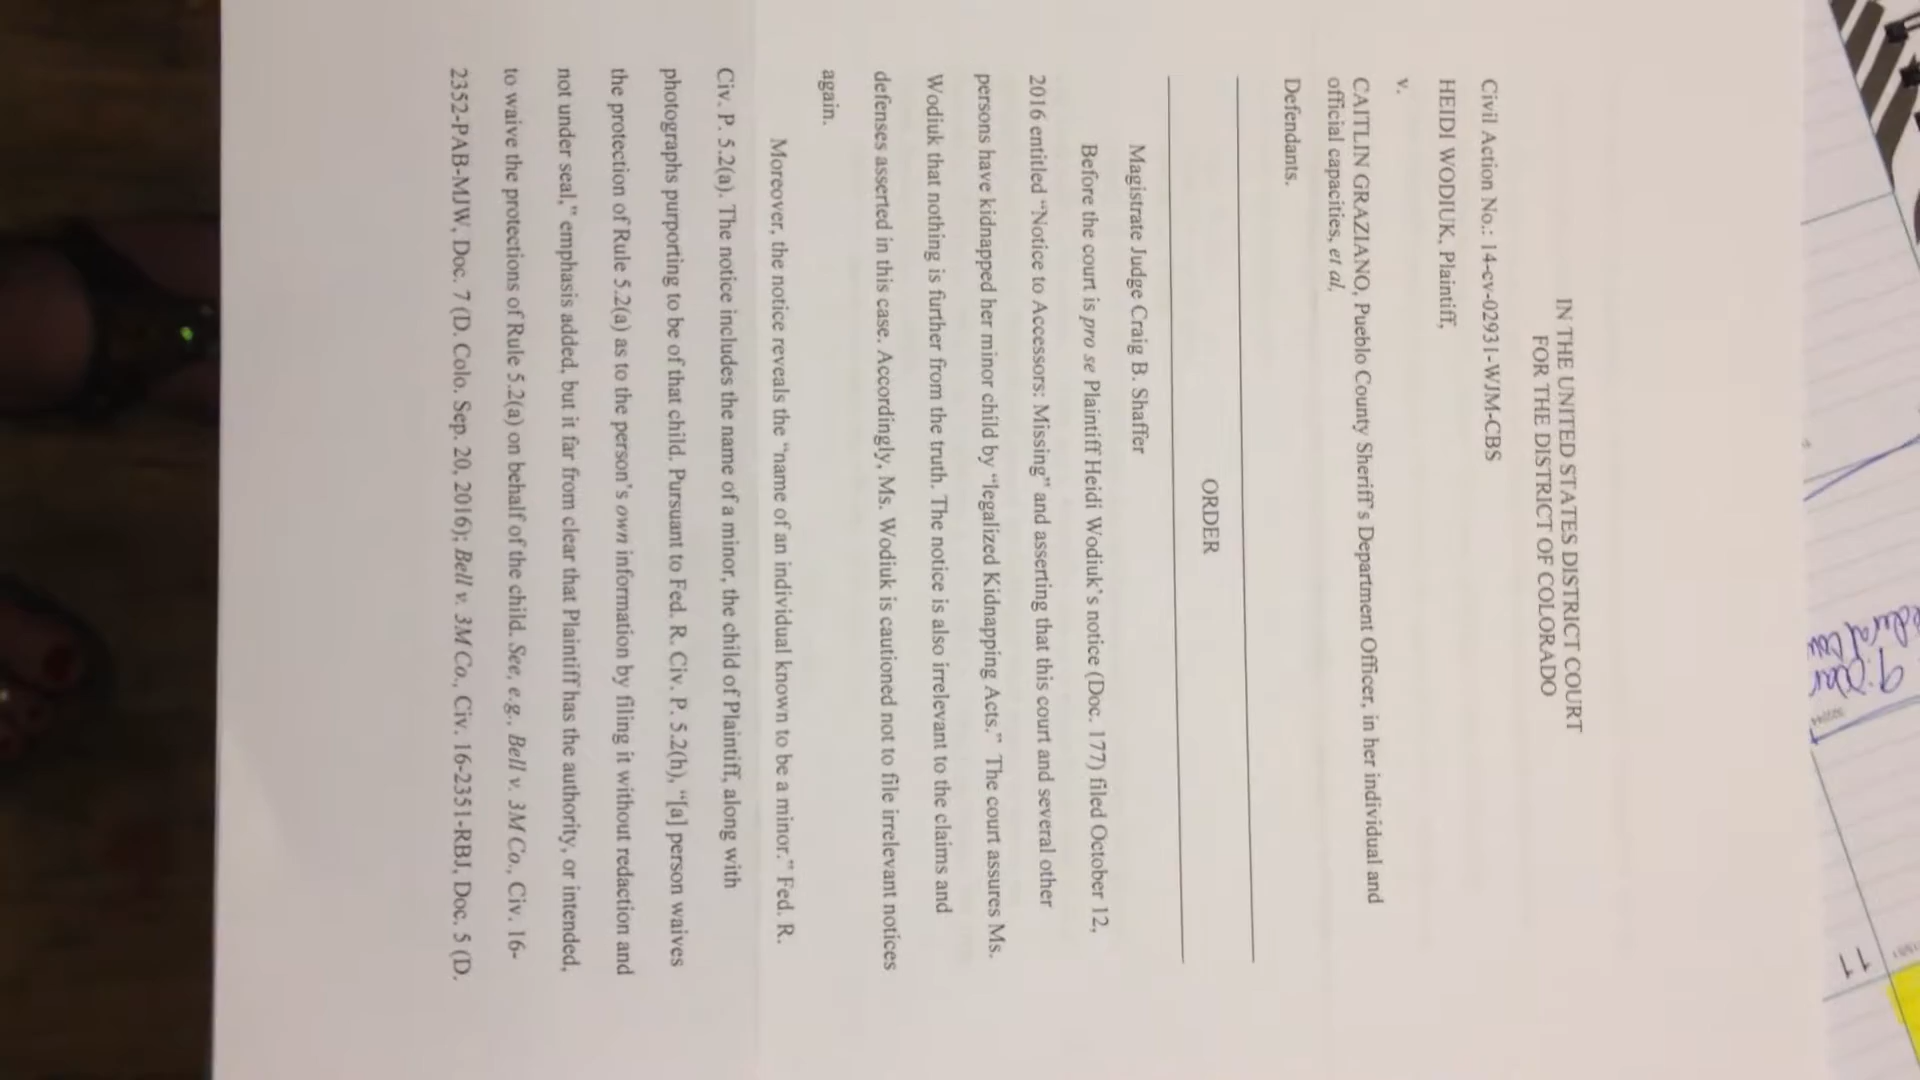 IN THE UNITED STATES DISTRICT COURT
FOR THE DISTRICT OF COLORADO
Civil Action No.: 14-cv-02931-WJM-CBS
HEIDI WODIUK, Plaintiff,
v.
CAITLIN GRAZIANO, Pueblo County Sheriff's Department Officer, in her individual and
official capacities, et al,
Defendants.
ORDER
Magistrate Judge Craig B. Shaffer
Before the court is pro se Plaintiff Heidi Wodiuk's notice (Doc. 177) filed October 12,
2016 entitled "Notice to Accessors: Missing" and asserting that this court and several other
persons have kidnapped her minor child by "legalized Kidnapping Acts." The court assures Ms.
Wodiuk that nothing is further from the truth. The notice is also irrelevant to the claims and
defenses asserted in this case. Accordingly, Ms. Wodiuk is cautioned not to file irrelevant notices
again.
Moreover, the notice reveals the "name of an individual known to be a minor." Fed. R.
Civ. P. 5.2(a). The notice includes the name of a minor, the child of Plaintiff, along with
photographs purporting to be of that child. Pursuant to Fed. R. Civ. P. 5.2(h), "[a] person waives
the protection of Rule 5.2(a) as to the person's own information by filing it without redaction and
not under seal," emphasis added, but it far from clear that Plaintiff has the authority, or intended,
to waive the protections of Rule 5.2(a) on behalf of the child. See, e.g., Bell v. 3M Co., Civ. 16-
2352-PAB-MJW, Doc. 7 (D. Colo. Sep. 20, 2016); Bell v. 3M Co., Civ. 16-2351-RBJ, Doc. 5 (D.
11